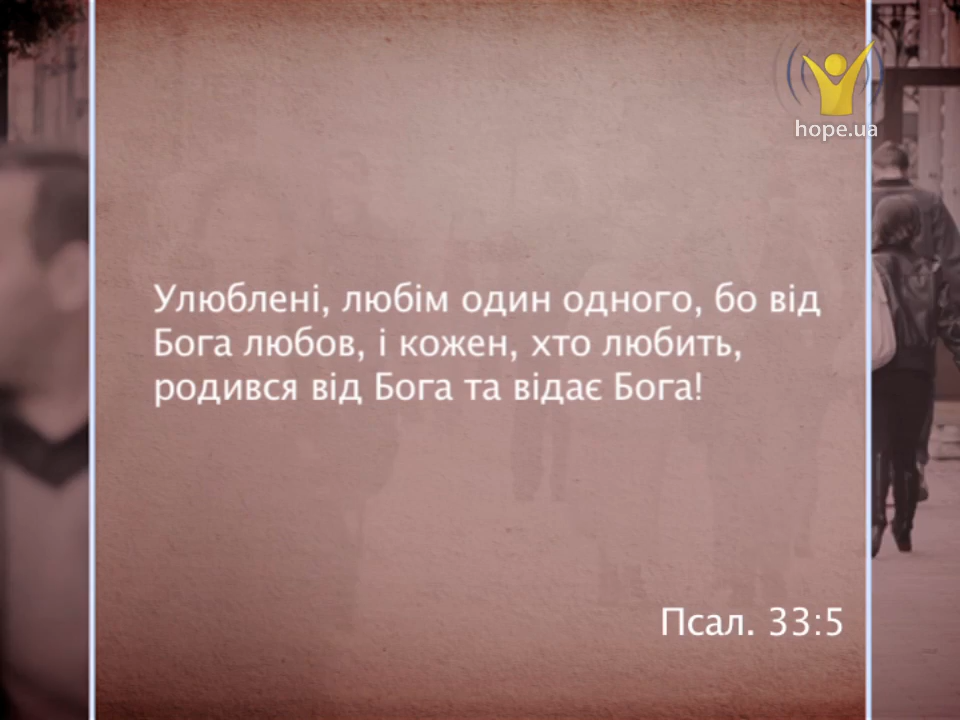 hope.ua
Улюблені, любім один одного, бо від
Бога любов, і кожен, хто любить,
родився від Бога та відає Бога!
Псал. 33:5